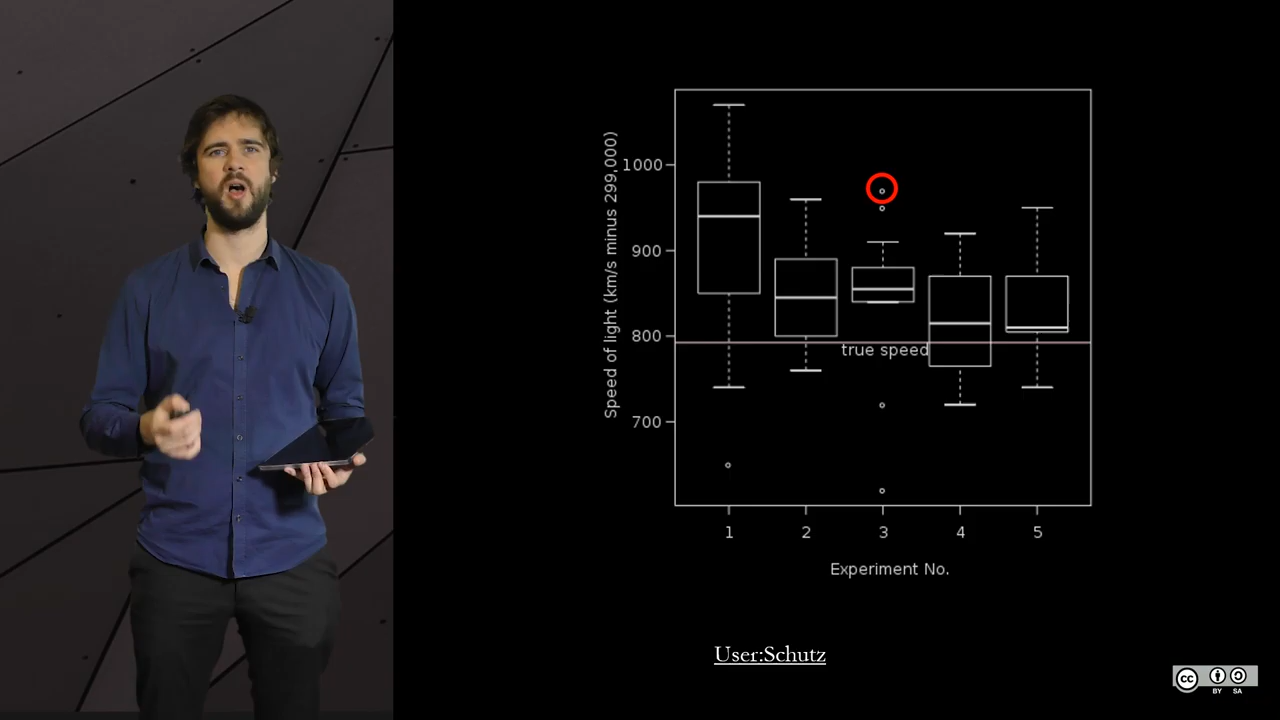 Speed of light (km/s minus 299,000)
1000
900
800
700
true speed
1
2
3
4
5
Experiment No.
User:Schutz
cc
BY
SA